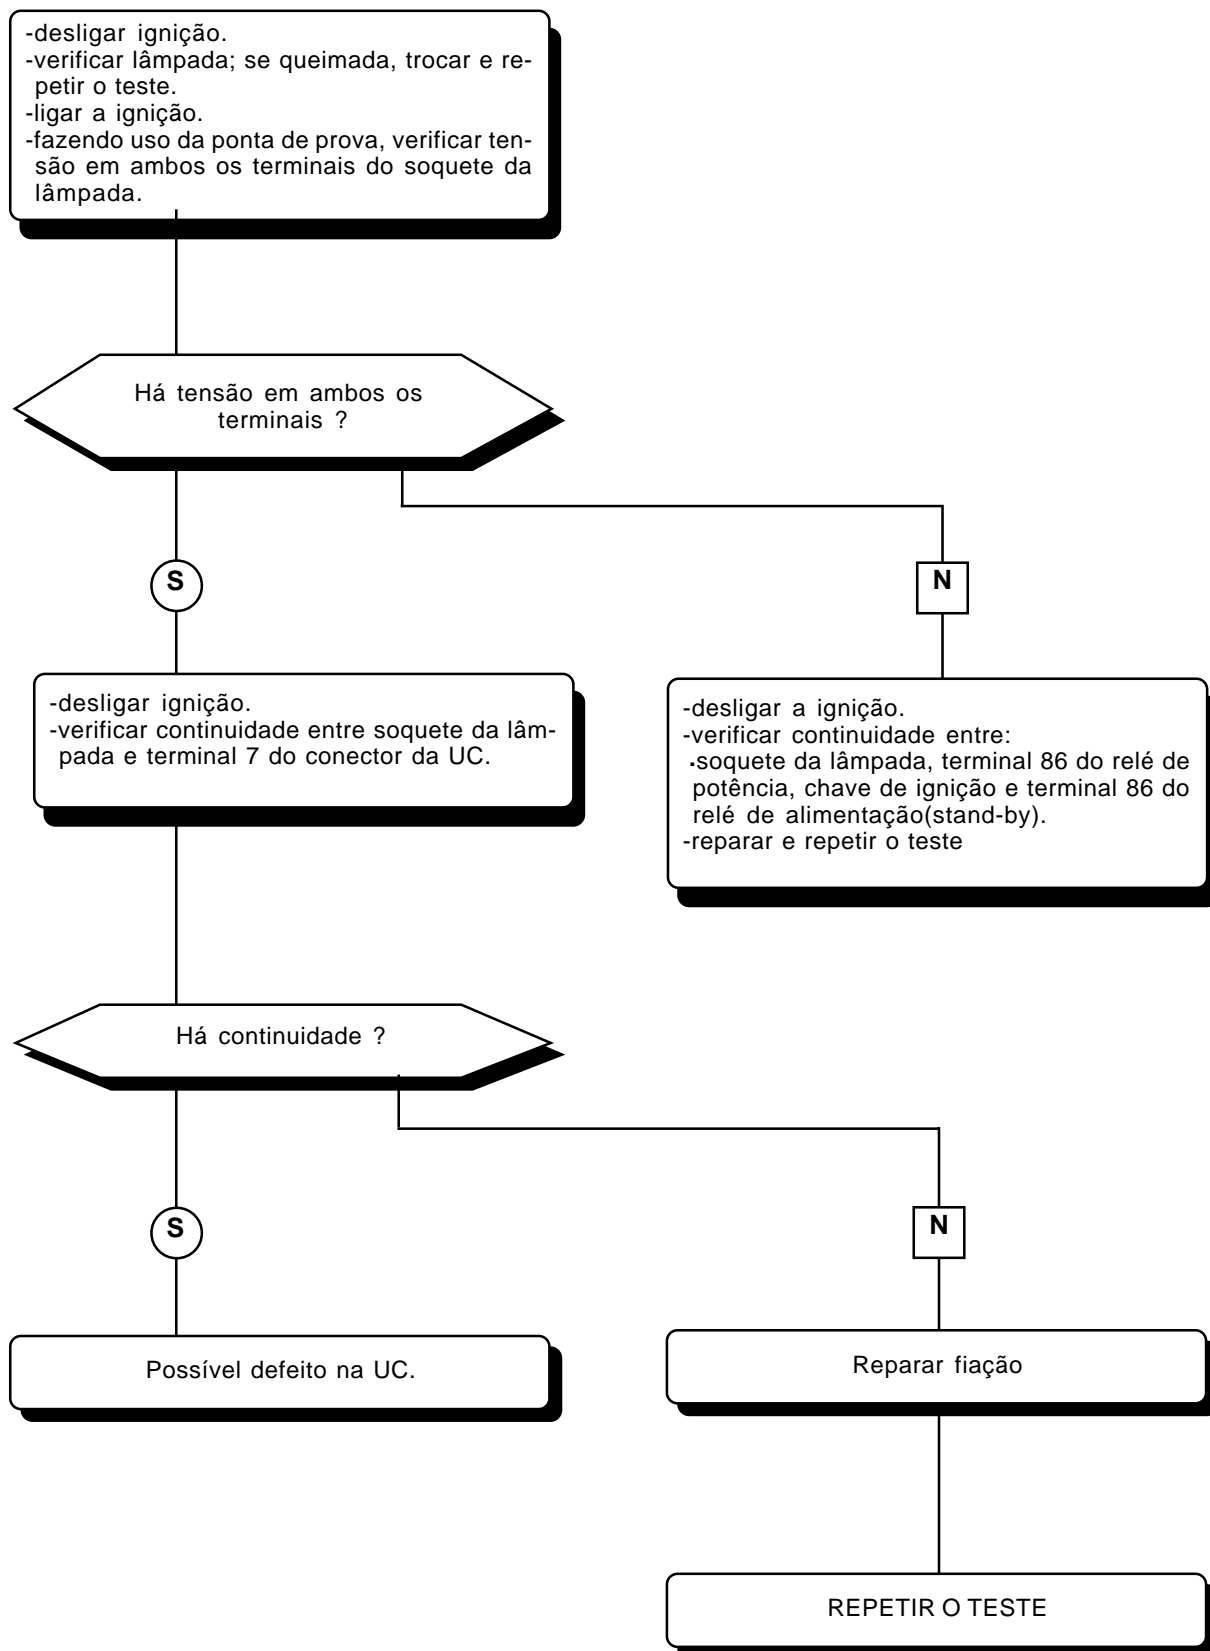 -desligar ignição.
-verificar lâmpada; se queimada, trocar e re-
petir o teste.
-ligar a ignição.
-fazendo uso da ponta de prova, verificar ten-
são em ambos os terminais do soquete da
lâmpada.
Há tensão em ambos os
terminais ?
S
N
-desligar ignição.
-verificar continuidade entre soquete da lâm-
pada e terminal 7 do conector da UC.
-desligar a ignição.
-verificar continuidade entre:
·soquete da lâmpada, terminal 86 do relé de
potência, chave de ignição e terminal 86 do
relé de alimentação(stand-by).
-reparar e repetir o teste
Há continuidade ?
S
N
Possível defeito na UC.
Reparar fiação
REPETIR O TESTE